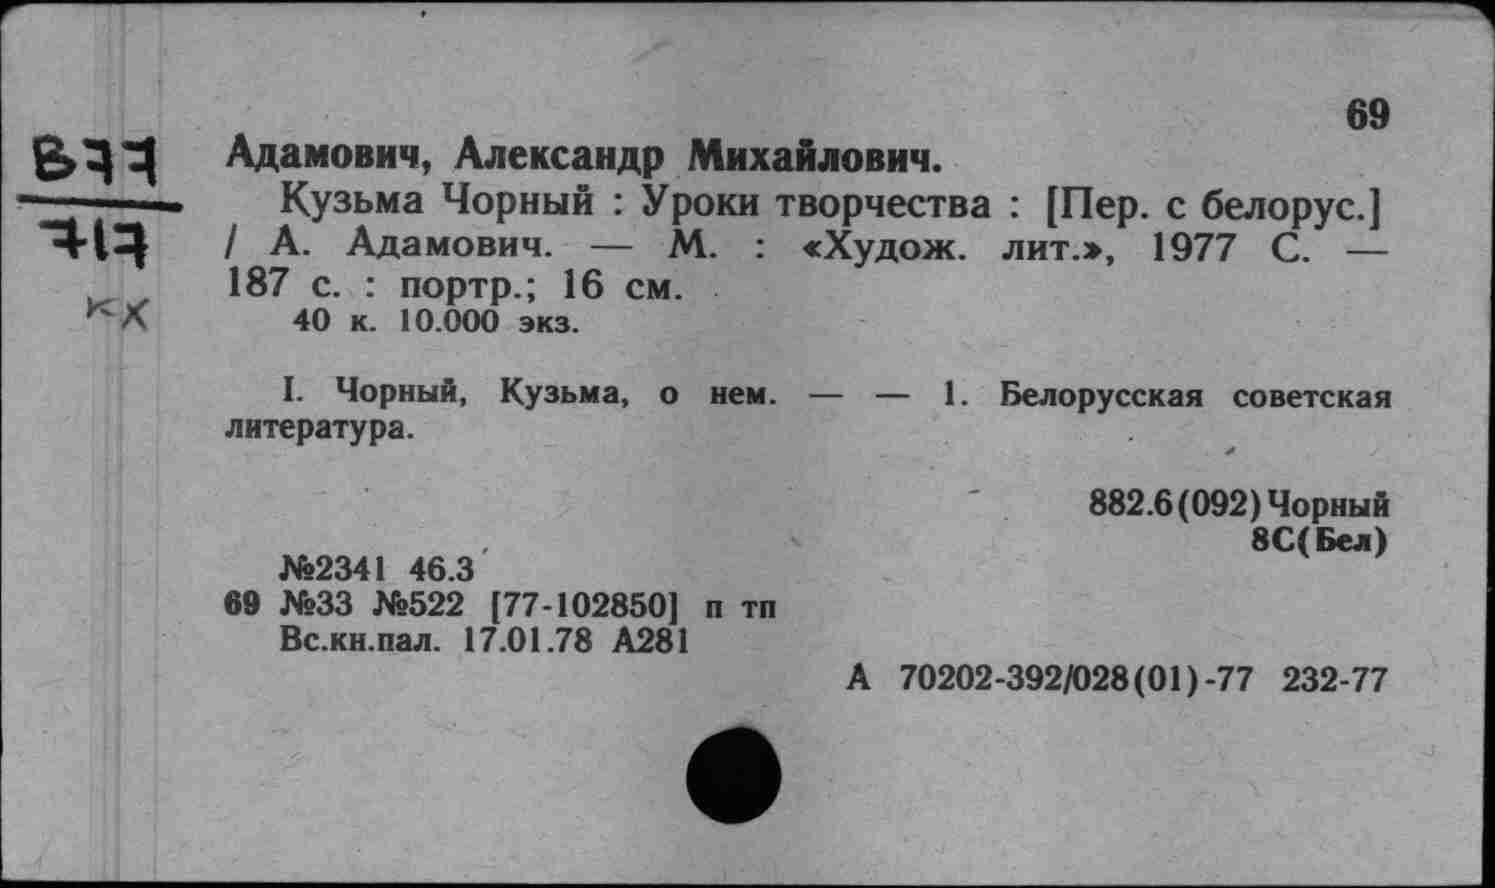 69
В77
717
кх
Адамович, Александр Михайлович.
Кузьма Чорный : Уроки творчества : [Пер. с белорус.]
/ А. Адамович. — М. : «Худож. лит.», 1977 С. —
187 с. : портр.; 16 см.
40 к. 10.000 экз.
I. Чорный, Кузьма, о нем. — — 1. Белорусская советская
литература.
882.6(092)Чорный
8С(Бел)
№2341 46.3
69 №33 №522 [77-102850] п тп
Вс.кн.пал. 17.01.78 А281
А 70202-392/028(01)-77 232-77